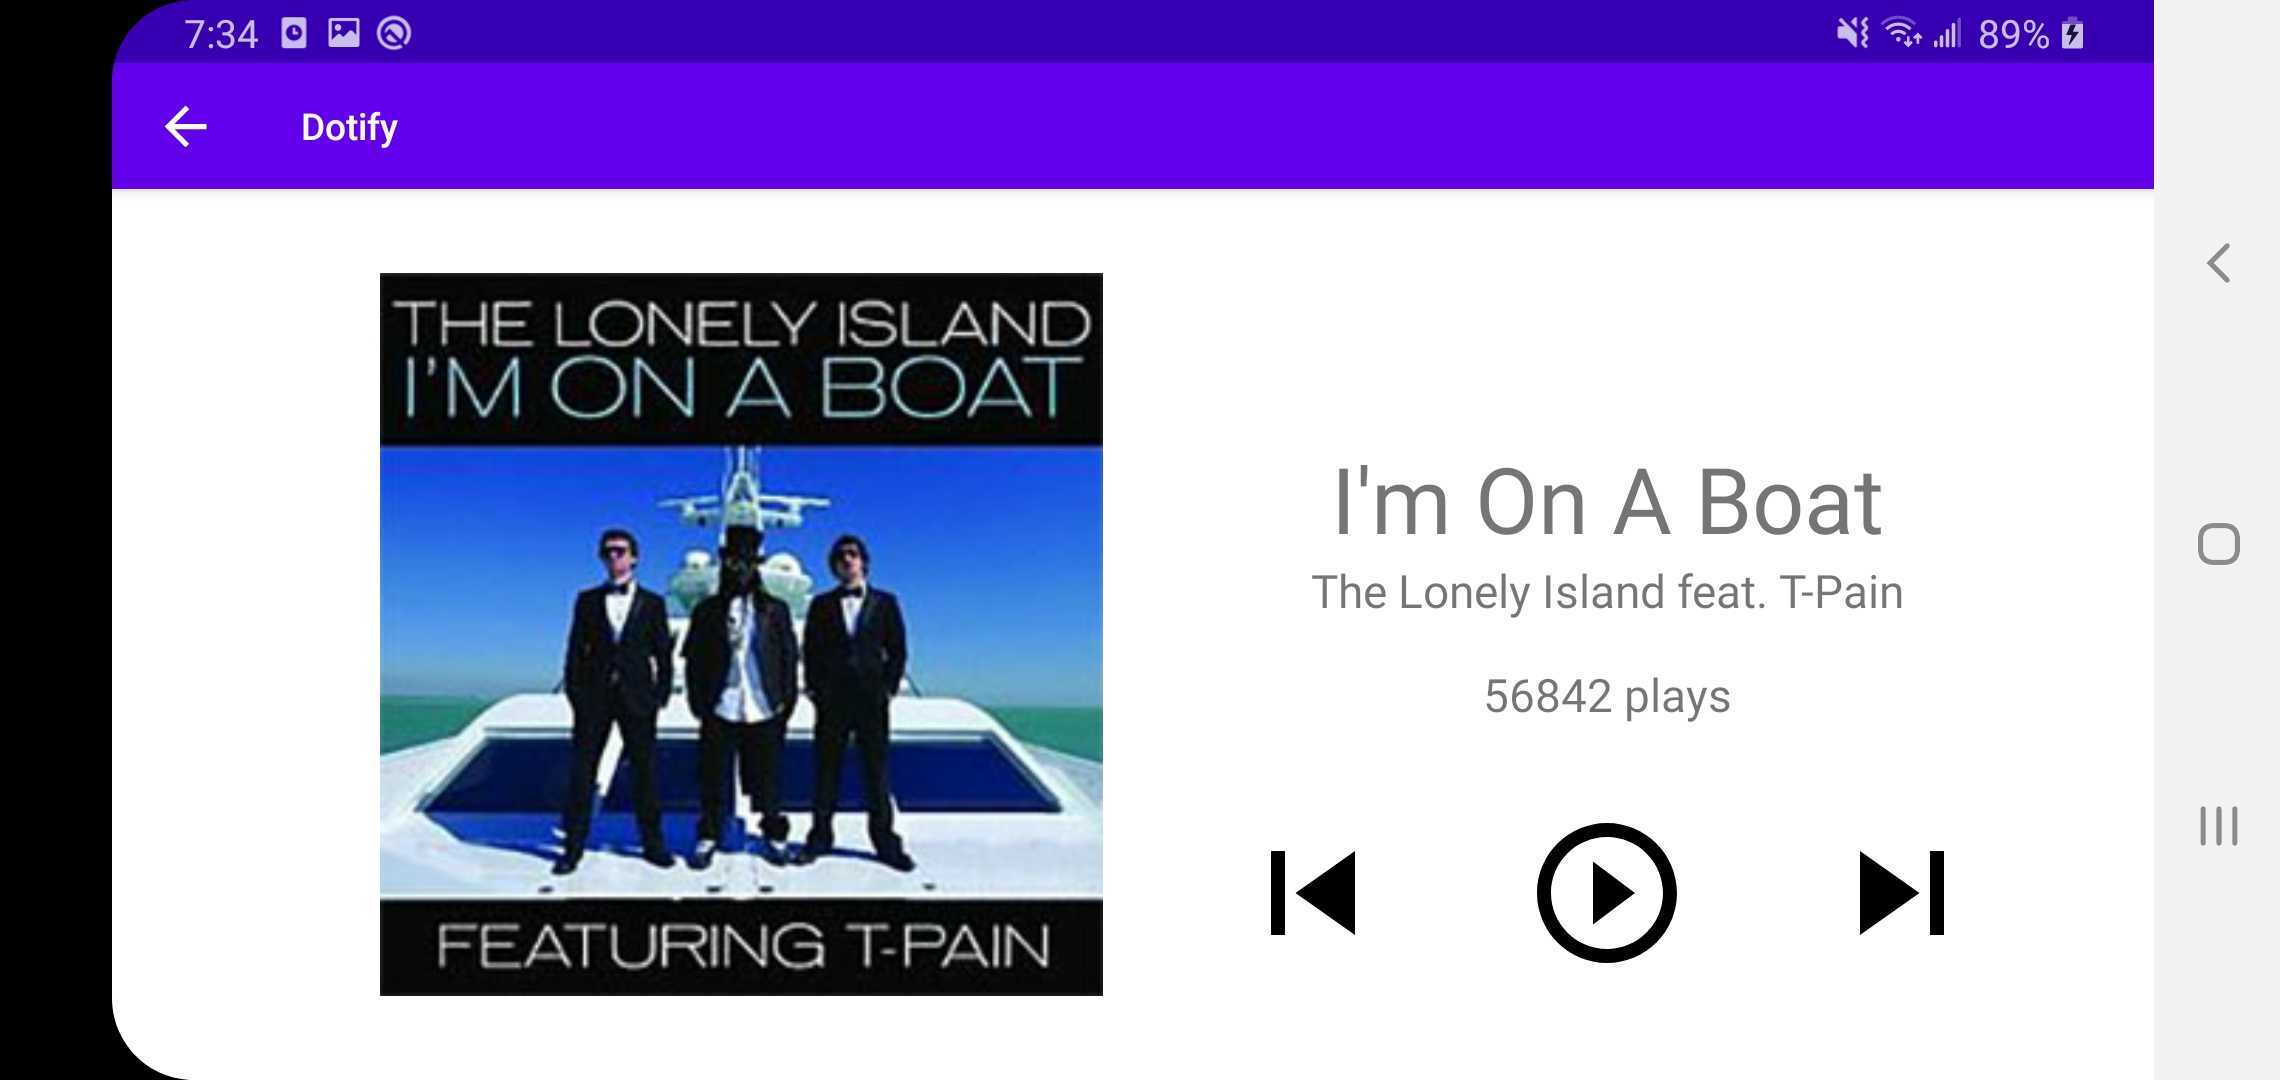 7:34
89%
Dotify
THE LONELY ISLAND
I'M ON A BOAT
FEATURING T-PAIN
I'm On A Boat
The Lonely Island feat. T-Pain
56842 plays